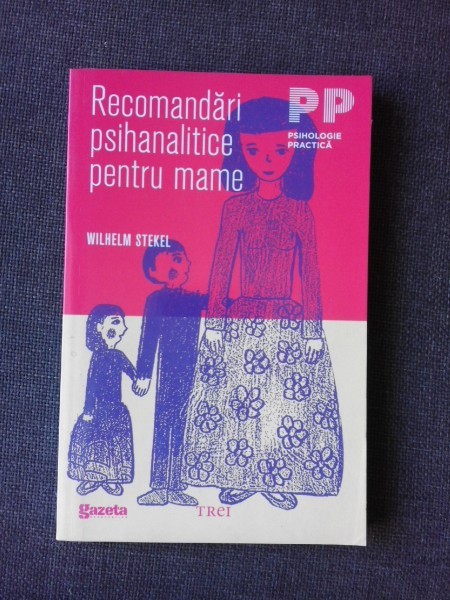 Recomandări
psihanalitice
pentru mame
PP
PSIHOLOGIE
PRACTICĂ
WILHELM STEKEL
gazeta
TREI